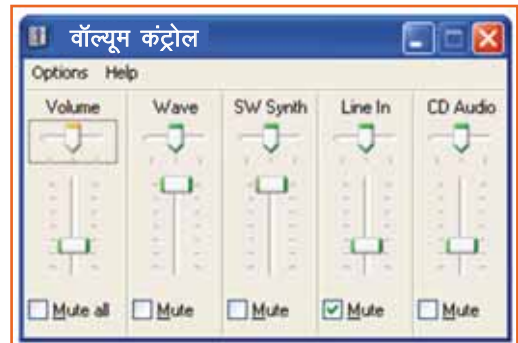 वॉल्यूम कंट्रोल
Options Help
Volume Wave SW Synth Line In CD Audio
Mute all Mute Mute Mute Mute